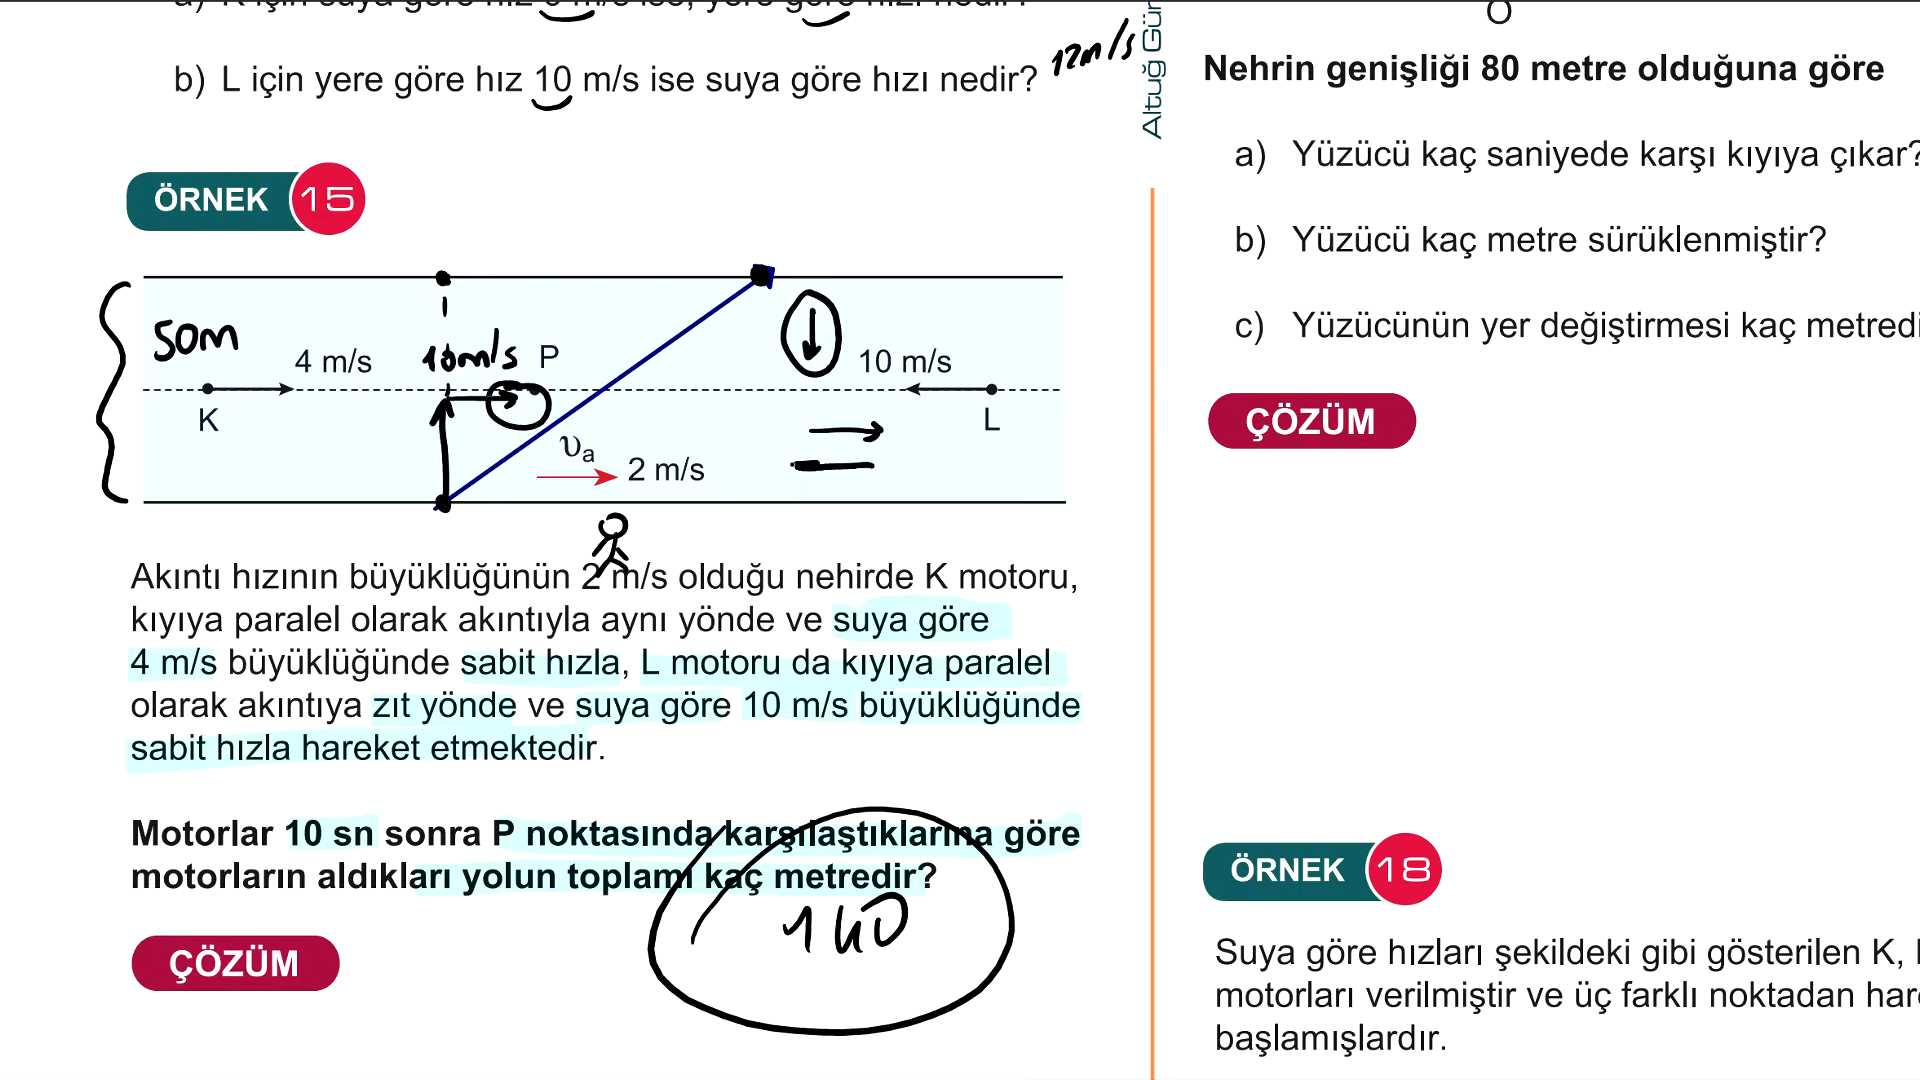 b) L için yere göre hız 10 m/s ise suya göre hızı nedir? 12m/s
ÖRNEK 15
50m
4 m/s
10m/s
P
10 m/s
K
L
υa
2 m/s
Akıntı hızının büyüklüğünün 2 m/s olduğu nehirde K motoru,
kıyıya paralel olarak akıntıyla aynı yönde ve suya göre
4 m/s büyüklüğünde sabit hızla, L motoru da kıyıya paralel
olarak akıntıya zıt yönde ve suya göre 10 m/s büyüklüğünde
sabit hızla hareket etmektedir.
Motorlar 10 sn sonra P noktasında karşılaştıklarına göre
motorların aldıkları yolun toplamı kaç metredir?
140
ÇÖZÜM
Altuğ Gün
O
Nehrin genişliği 80 metre olduğuna göre
a) Yüzücü kaç saniyede karşı kıyıya çıkar?
b) Yüzücü kaç metre sürüklenmiştir?
c) Yüzücünün yer değiştirmesi kaç metredi
ÇÖZÜM
ÖRNEK 18
Suya göre hızları şekildeki gibi gösterilen K,
motorları verilmiştir ve üç farklı noktadan har
başlamışlardır.